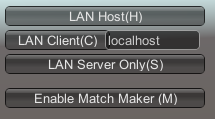 LAN Host(H)
LAN Client(C) localhost
LAN Server Only(S)
Enable Match Maker (M)